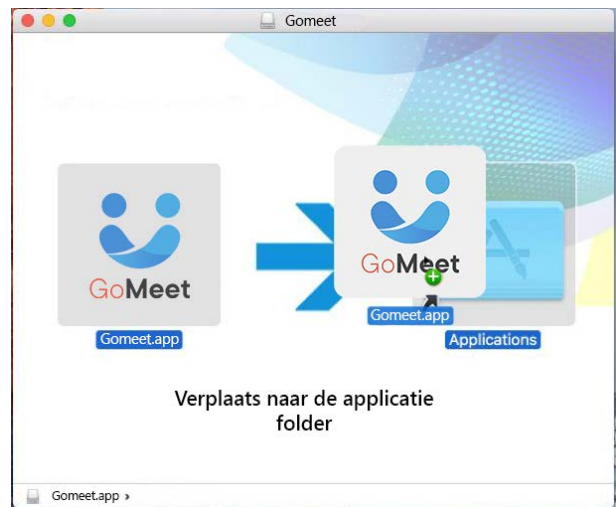 Gomeet
GoMeet
GoMeet
Gomeet.app
Gomeet.app
Applications
Verplaats naar de applicatie
folder
Gomeet.app ›